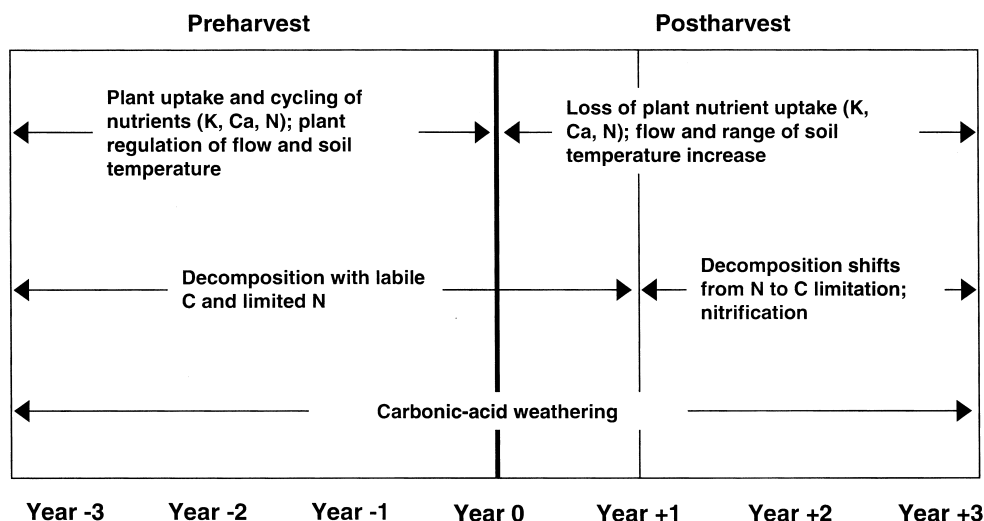 Preharvest
Postharvest
Plant uptake and cycling of
nutrients (K, Ca, N); plant
regulation of flow and soil
temperature
Loss of plant nutrient uptake (K,
Ca, N); flow and range of soil
temperature increase
Decomposition with labile
C and limited N
Decomposition shifts
from N to C limitation;
nitrification
Carbonic-acid weathering
Year -3 Year -2 Year -1 Year 0 Year +1 Year +2 Year +3